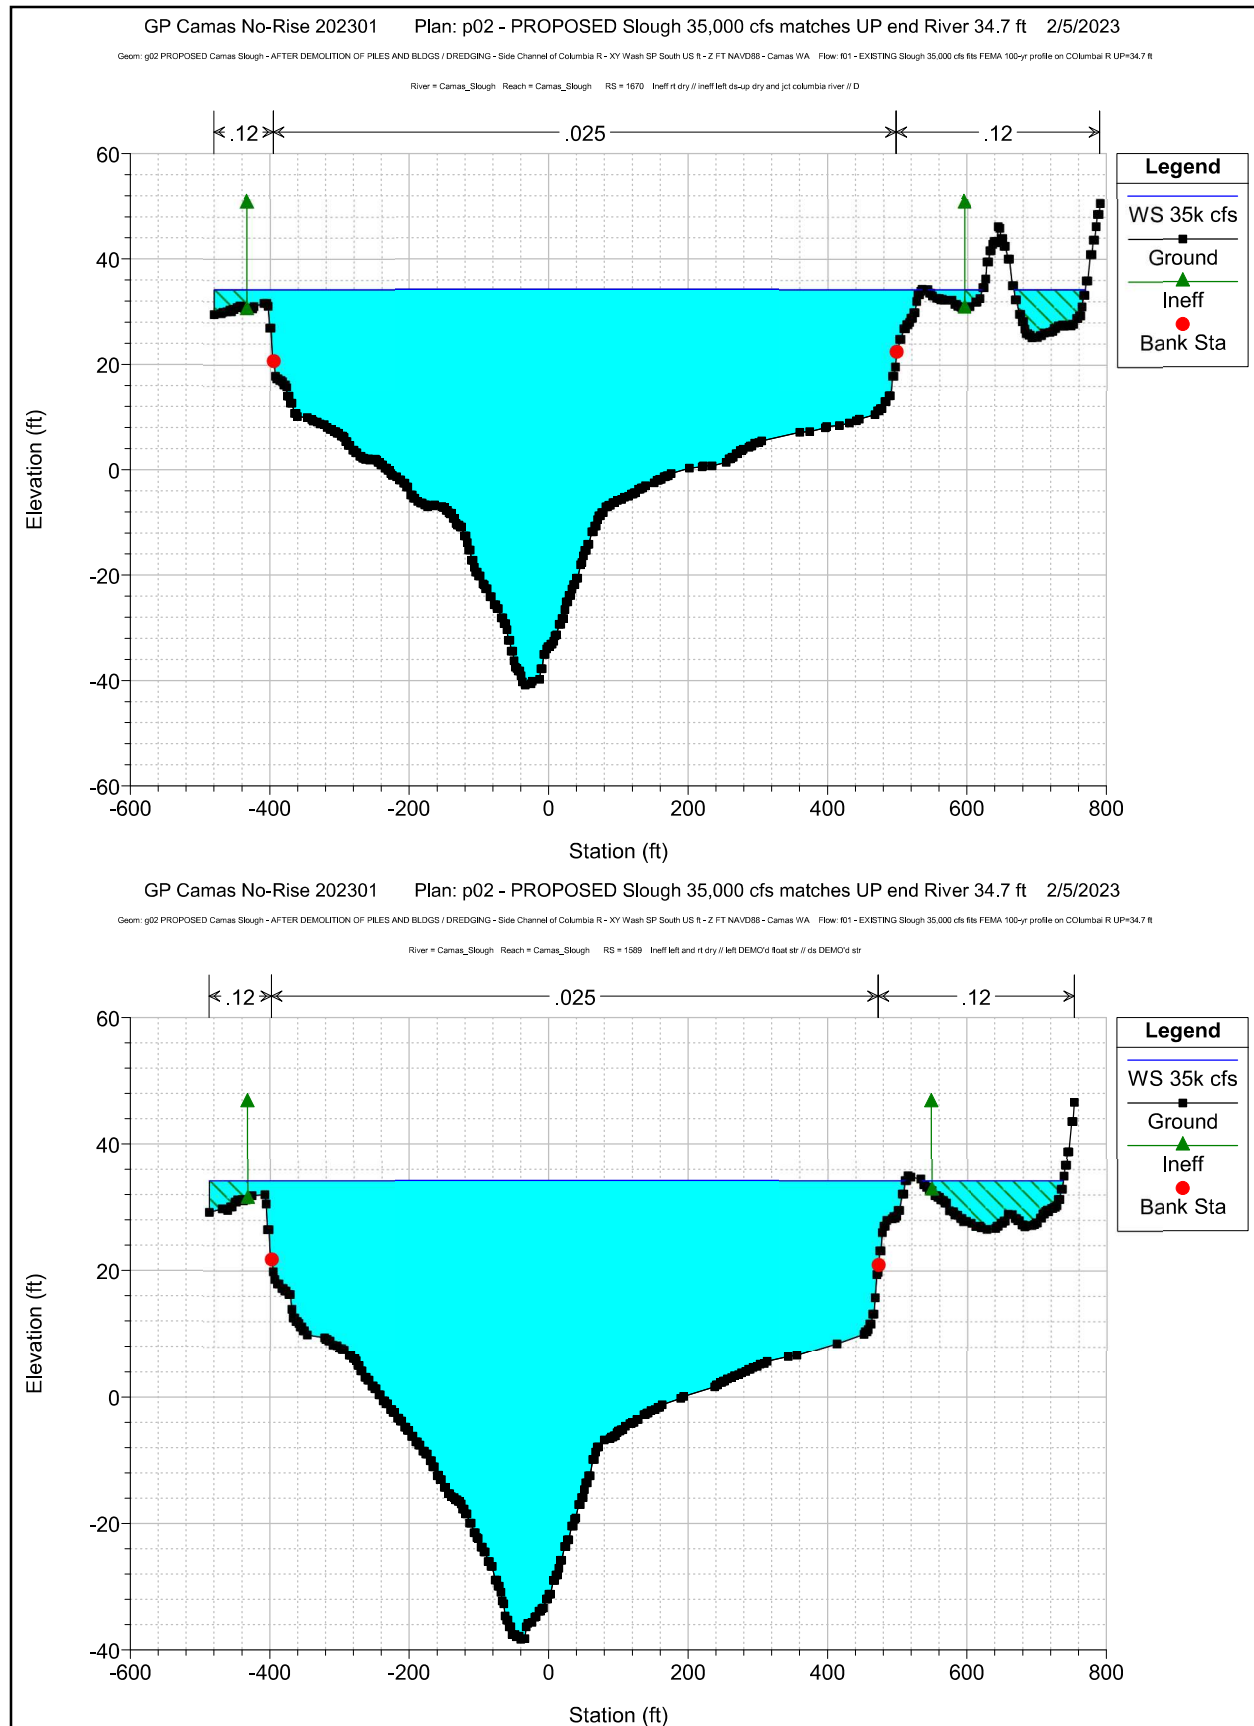 GP Camas No-Rise 202301 Plan: p02 - PROPOSED Slough 35,000 cfs matches UP end River 34.7 ft 2/5/2023
Geom: g02 PROPOSED Camas Slough - AFTER DEMOLITION OF PILES AND BLDGS / DREDGING - Side Channel of Columbia R - XY Wash SP South US ft - Z FT NAVD88 - Camas WA Flow: f01 - EXISTING Slough 35,000 cfs fits FEMA 100-yr profile on COlumbai R UP=34.7 ft
River = Camas_Slough Reach = Camas_Slough RS = 1670 Ineff rt dry // ineff left ds-up dry and jct columbia river // D
.12 .025 .12
60
40
20
0
-20
-40
-60
Elevation (ft)
-600 -400 -200 0 200 400 600 800
Station (ft)
Legend
WS 35k cfs
Ground
Ineff
Bank Sta
GP Camas No-Rise 202301 Plan: p02 - PROPOSED Slough 35,000 cfs matches UP end River 34.7 ft 2/5/2023
Geom: g02 PROPOSED Camas Slough - AFTER DEMOLITION OF PILES AND BLDGS / DREDGING - Side Channel of Columbia R - XY Wash SP South US ft - Z FT NAVD88 - Camas WA Flow: f01 - EXISTING Slough 35,000 cfs fits FEMA 100-yr profile on COlumbai R UP=34.7 ft
River = Camas_Slough Reach = Camas_Slough RS = 1589 Ineff left and rt dry // left DEMO'd float str // ds DEMO'd str
.12 .025 .12
60
40
20
0
-20
-40
Elevation (ft)
-600 -400 -200 0 200 400 600 800
Station (ft)
Legend
WS 35k cfs
Ground
Ineff
Bank Sta